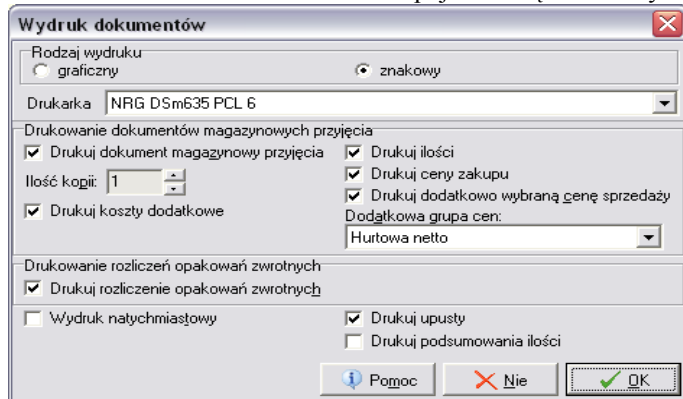 Wydruk dokumentów
Rodzaj wydruku
graficzny znakowy
Drukarka NRG DSm635 PCL 6
Drukowanie dokumentów magazynowych przyjęcia
Drukuj dokument magazynowy przyjęcia Drukuj ilości
Drukuj ceny zakupu
Ilość kopii: 1
Drukuj dodatkowo wybraną cenę sprzedaży
Drukuj koszty dodatkowe
Dodatkowa grupa cen:
Hurtowa netto
Drukowanie rozliczeń opakowań zwrotnych
Drukuj rozliczenie opakowań zwrotnych
Wydruk natychmiastowy Drukuj upusty
Drukuj podsumowania ilości
Pomoc Nie OK